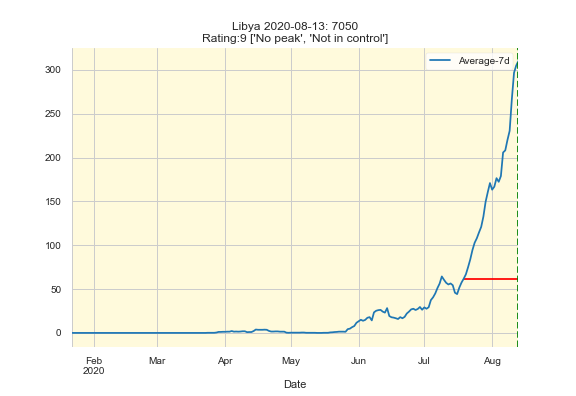 Libya 2020-08-13: 7050
Rating:9 ['No peak', 'Not in control']
Average-7d
300
250
200
150
100
50
0
Feb
2020
Mar
Apr
May
Jun
Jul
Aug
Date